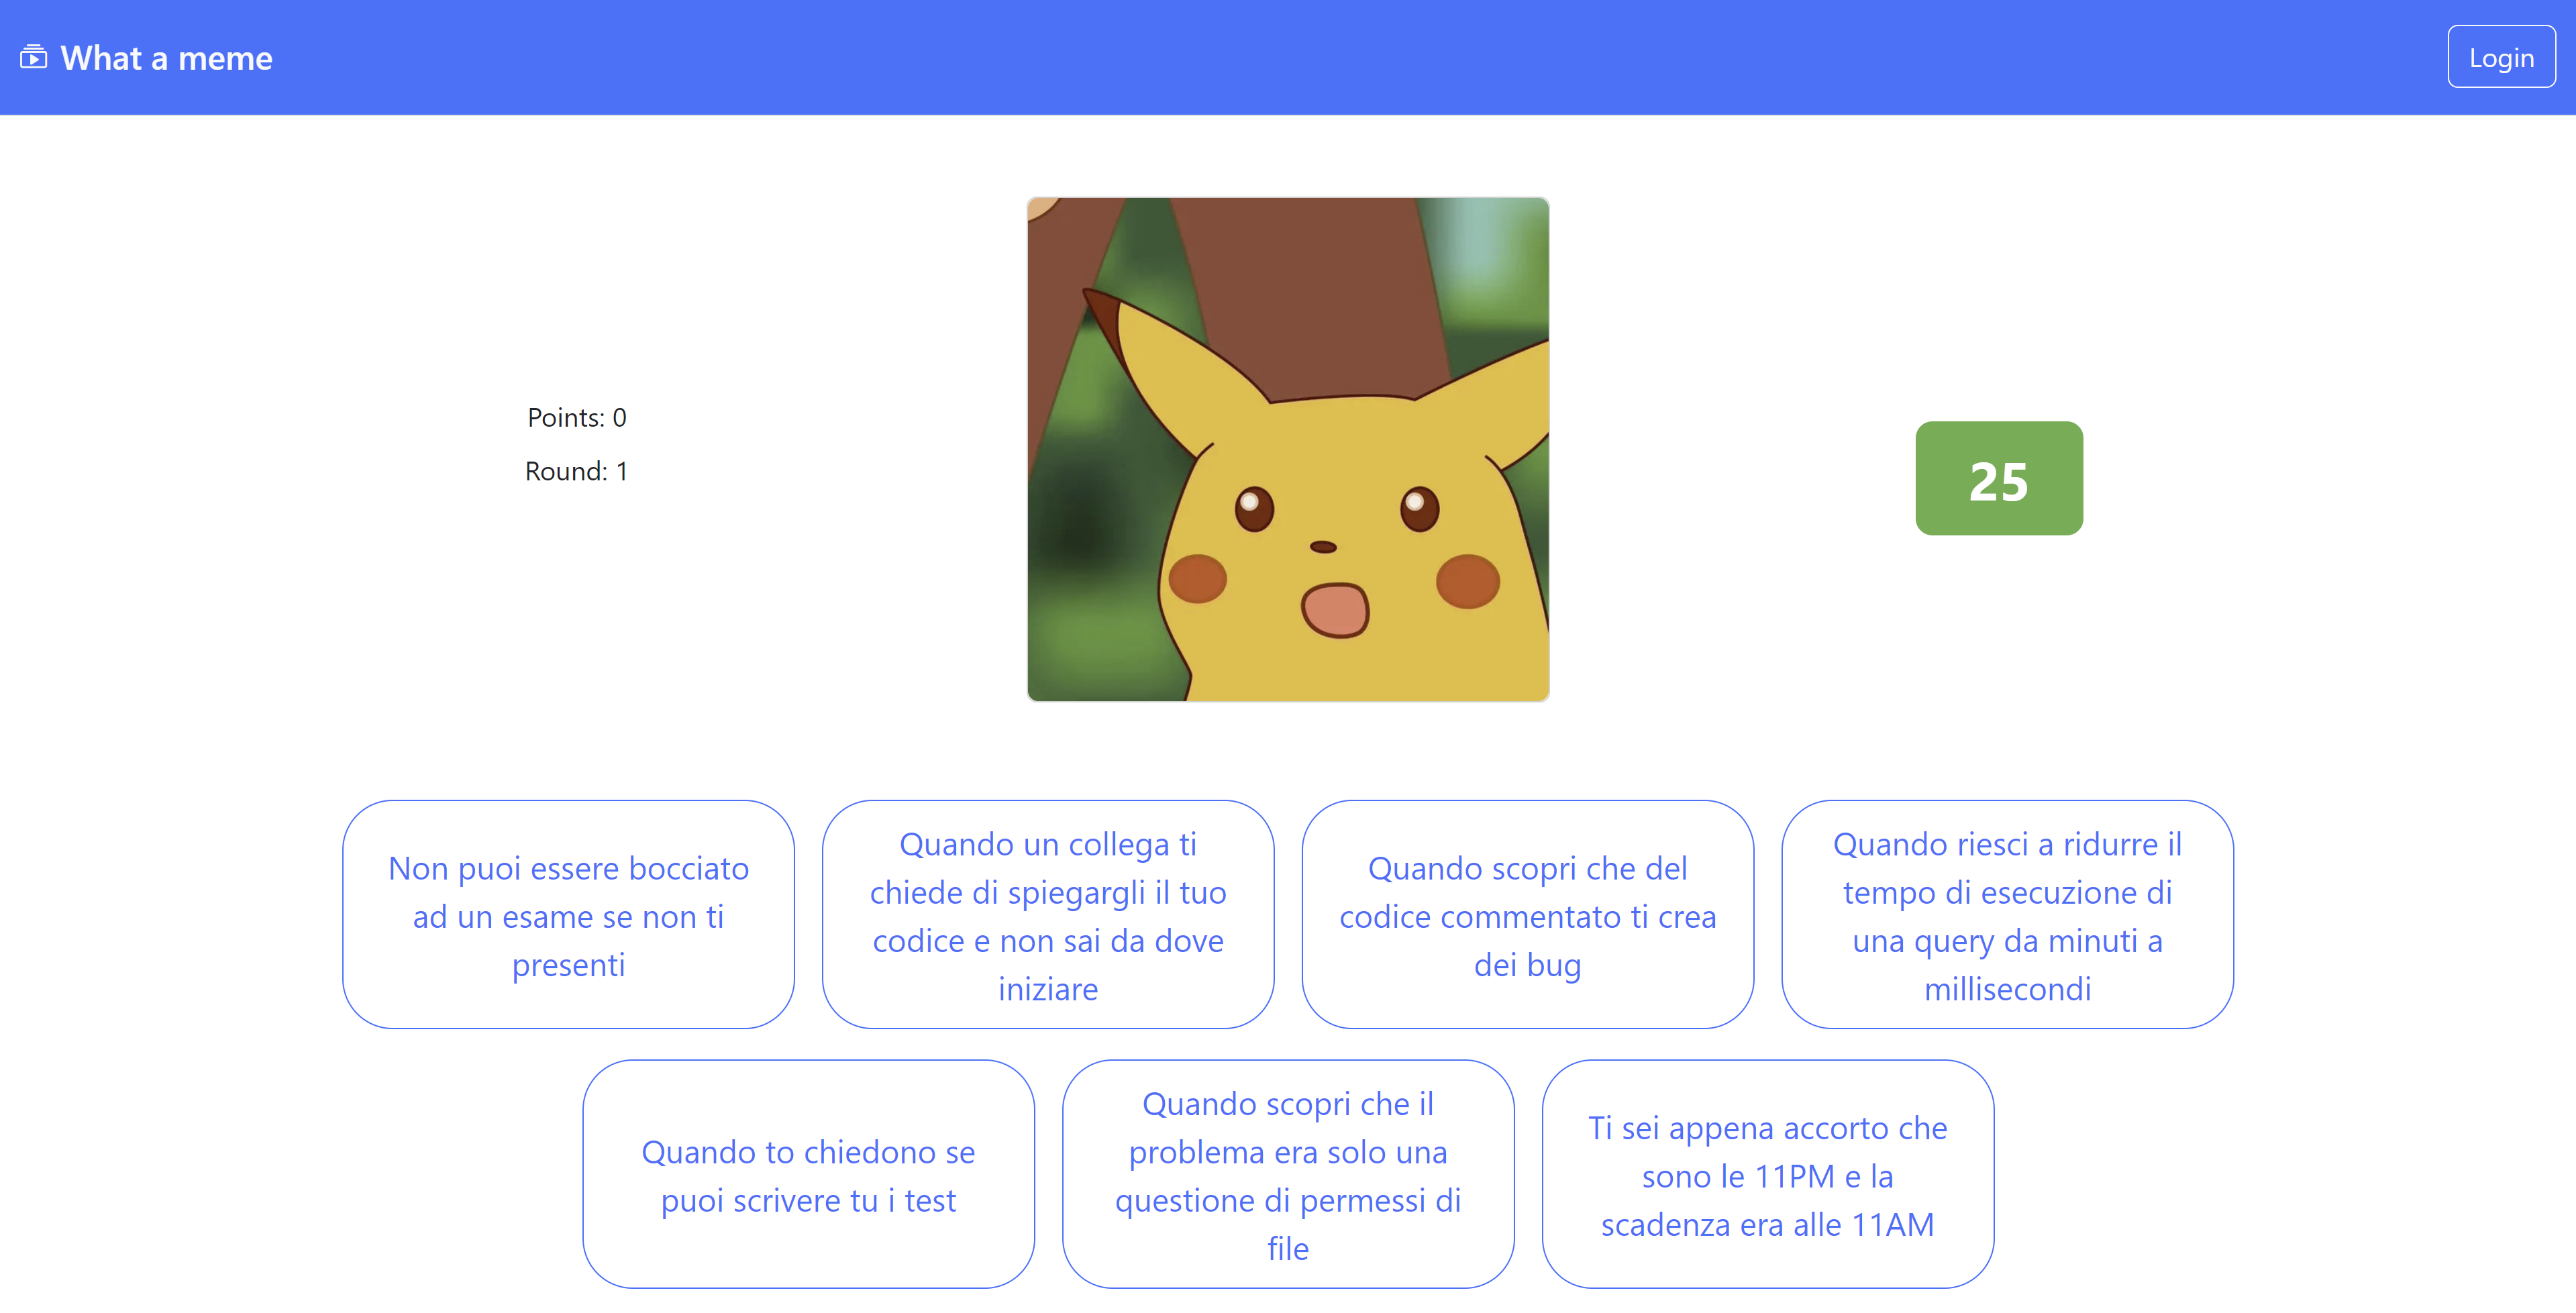 What a meme
Login
Points: 0
Round: 1
25
Non puoi essere bocciato
ad un esame se non ti
presenti
Quando un collega ti
chiede di spiegargli il tuo
codice e non sai da dove
iniziare
Quando scopri che del
codice commentato ti crea
dei bug
Quando riesci a ridurre il
tempo di esecuzione di
una query da minuti a
millisecondi
Quando to chiedono se
puoi scrivere tu i test
Quando scopri che il
problema era solo una
questione di permessi di
file
Ti sei appena accorto che
sono le 11PM e la
scadenza era alle 11AM